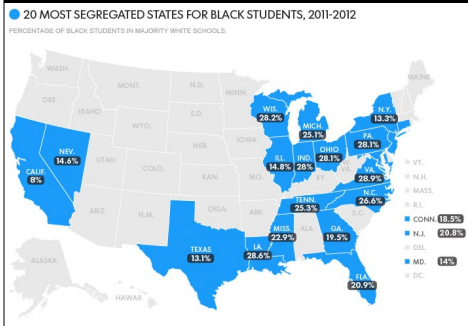 20 MOST SEGREGATED STATES FOR BLACK STUDENTS, 2011-2012
PERCENTAGE OF BLACK STUDENTS IN MAJORITY WHITE SCHOOLS:
WASH.
MAINE
MONT.
N.D.
MINN.
ORE.
IDAHO
S.D.
WIS.
28.2%
MICH.
25.1%
N.Y.
13.3%
WYO.
NEB.
IOWA
PA.
28.1%
NEV.
14.6%
UTAH
COLO.
KAN.
MO.
ILL.
14.8%
IND.
28%
OHIO
28.1%
KY.
W.
VA.
VA.
28.9%
CALIF.
8%
ARIZ.
N.M.
OKLA.
ARK.
TENN.
25.3%
N.C.
26.6%
S.C.
TEXAS
13.1%
LA.
28.6%
MISS.
22.9%
ALA.
GA.
19.5%
FLA.
20.9%
ALASKA
HAWAII
VT.
N.H.
MASS.
R.I.
CONN. 18.5%
N.J. 20.8%
DEL.
MD. 14%
DC.